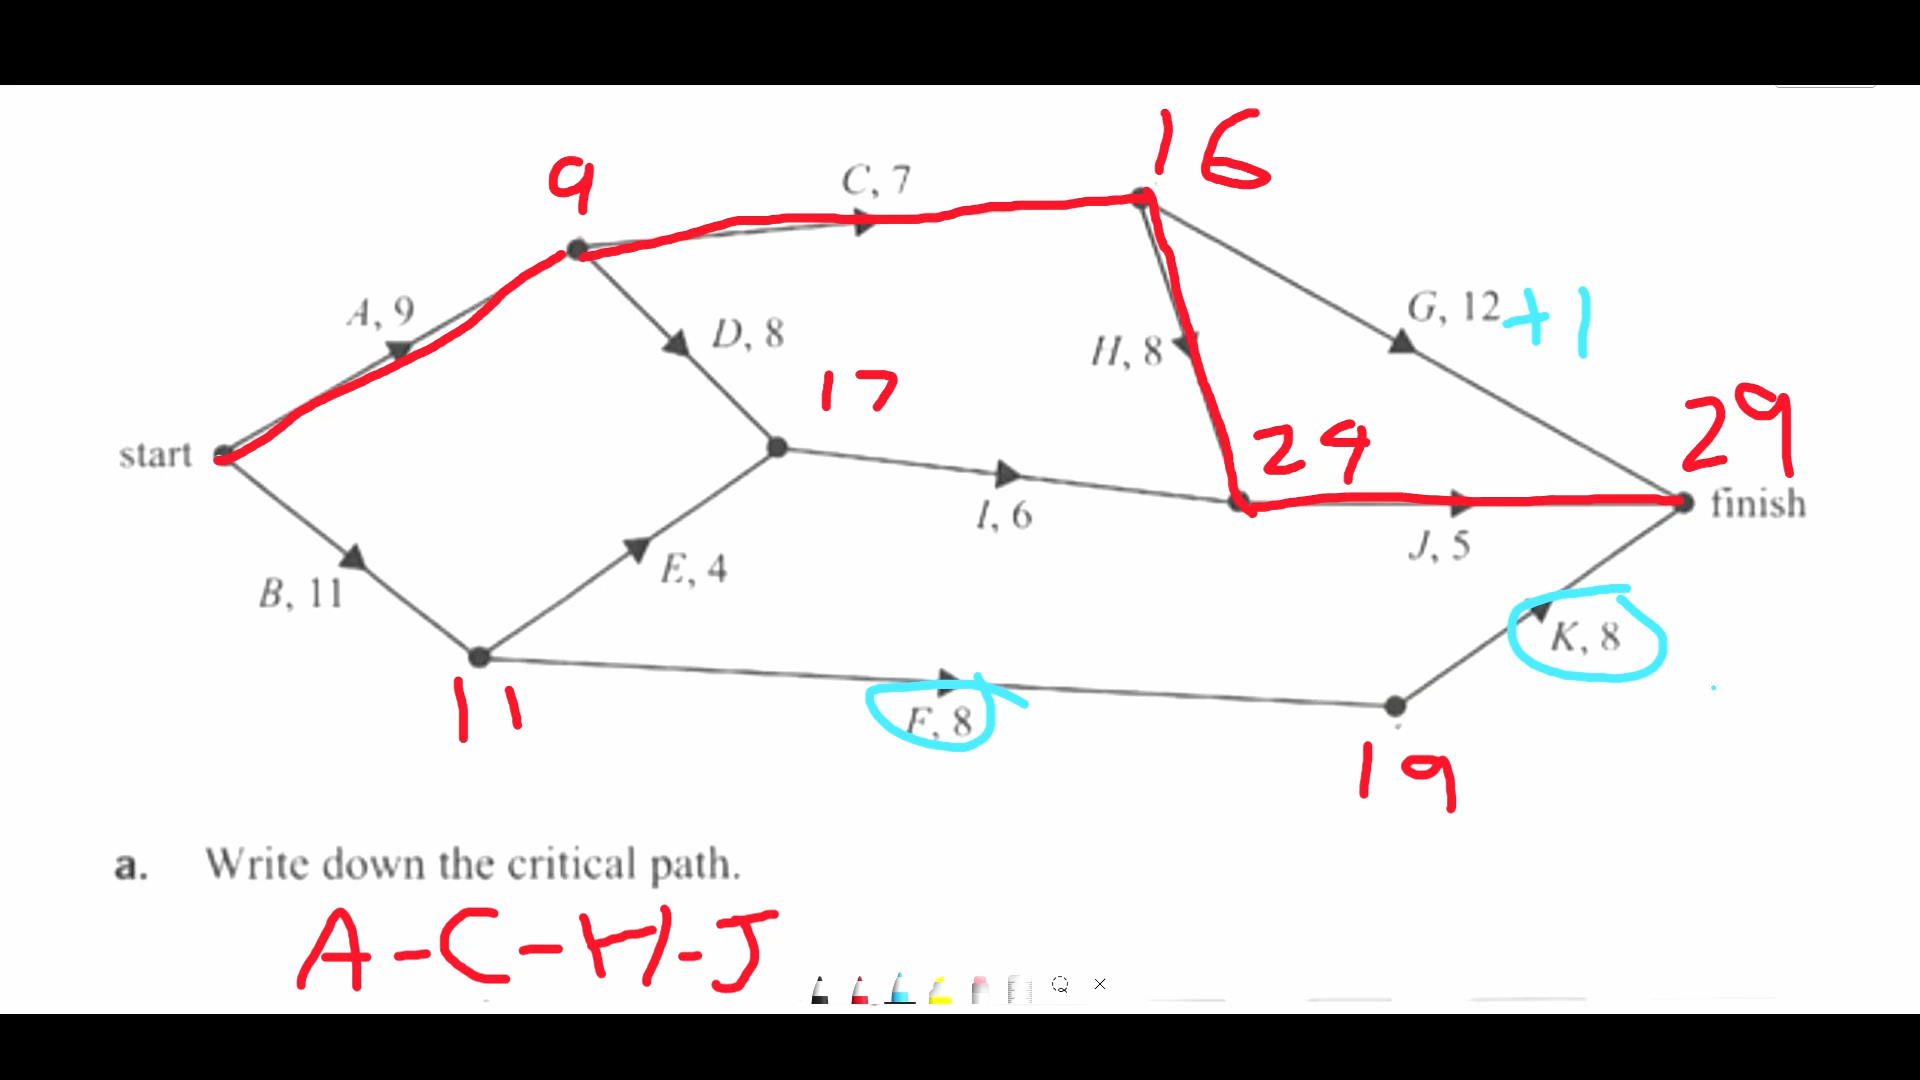 16
9
C, 7
A, 9
G, 12 +1
D, 8
H, 8
17
29
24
start
finish
I, 6
J, 5
E, 4
B, 11
K, 8
11
F, 8
19
a. Write down the critical path.
A-C-H-J